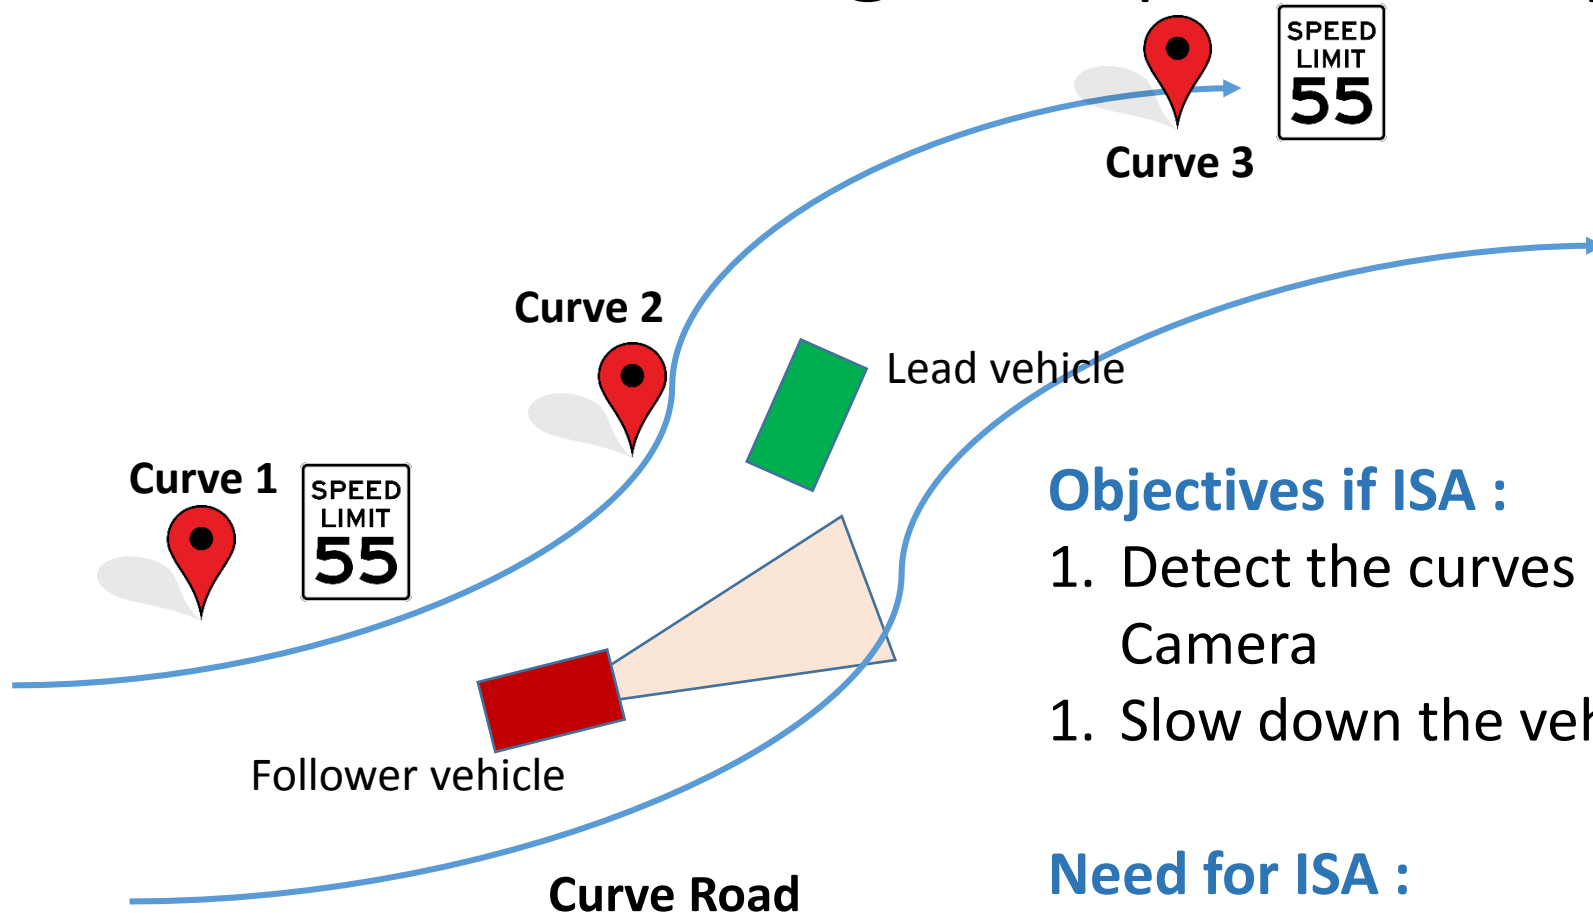 SPEED
LIMIT
55
Curve 3
Curve 2
Lead vehicle
Curve 1
SPEED
LIMIT
55
Objectives if ISA :
1. Detect the curves
Camera
1. Slow down the veh
Follower vehicle
Need for ISA :
Curve Road